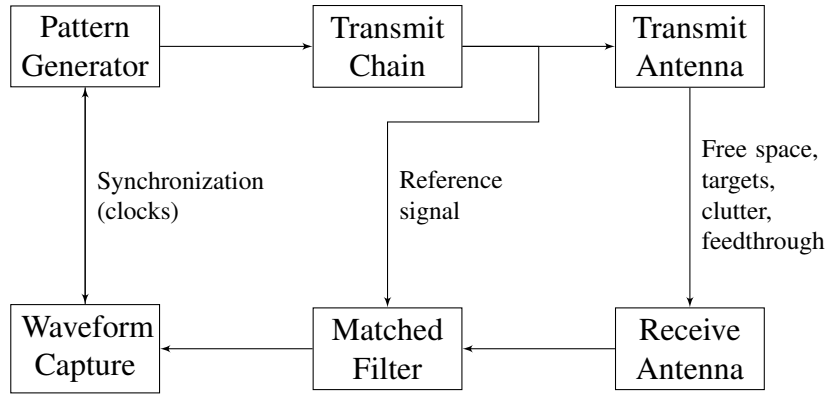 Pattern
Generator
Transmit
Chain
Transmit
Antenna
Synchronization
(clocks)
Reference
signal
Free space,
targets,
clutter,
feedthrough
Waveform
Capture
Matched
Filter
Receive
Antenna